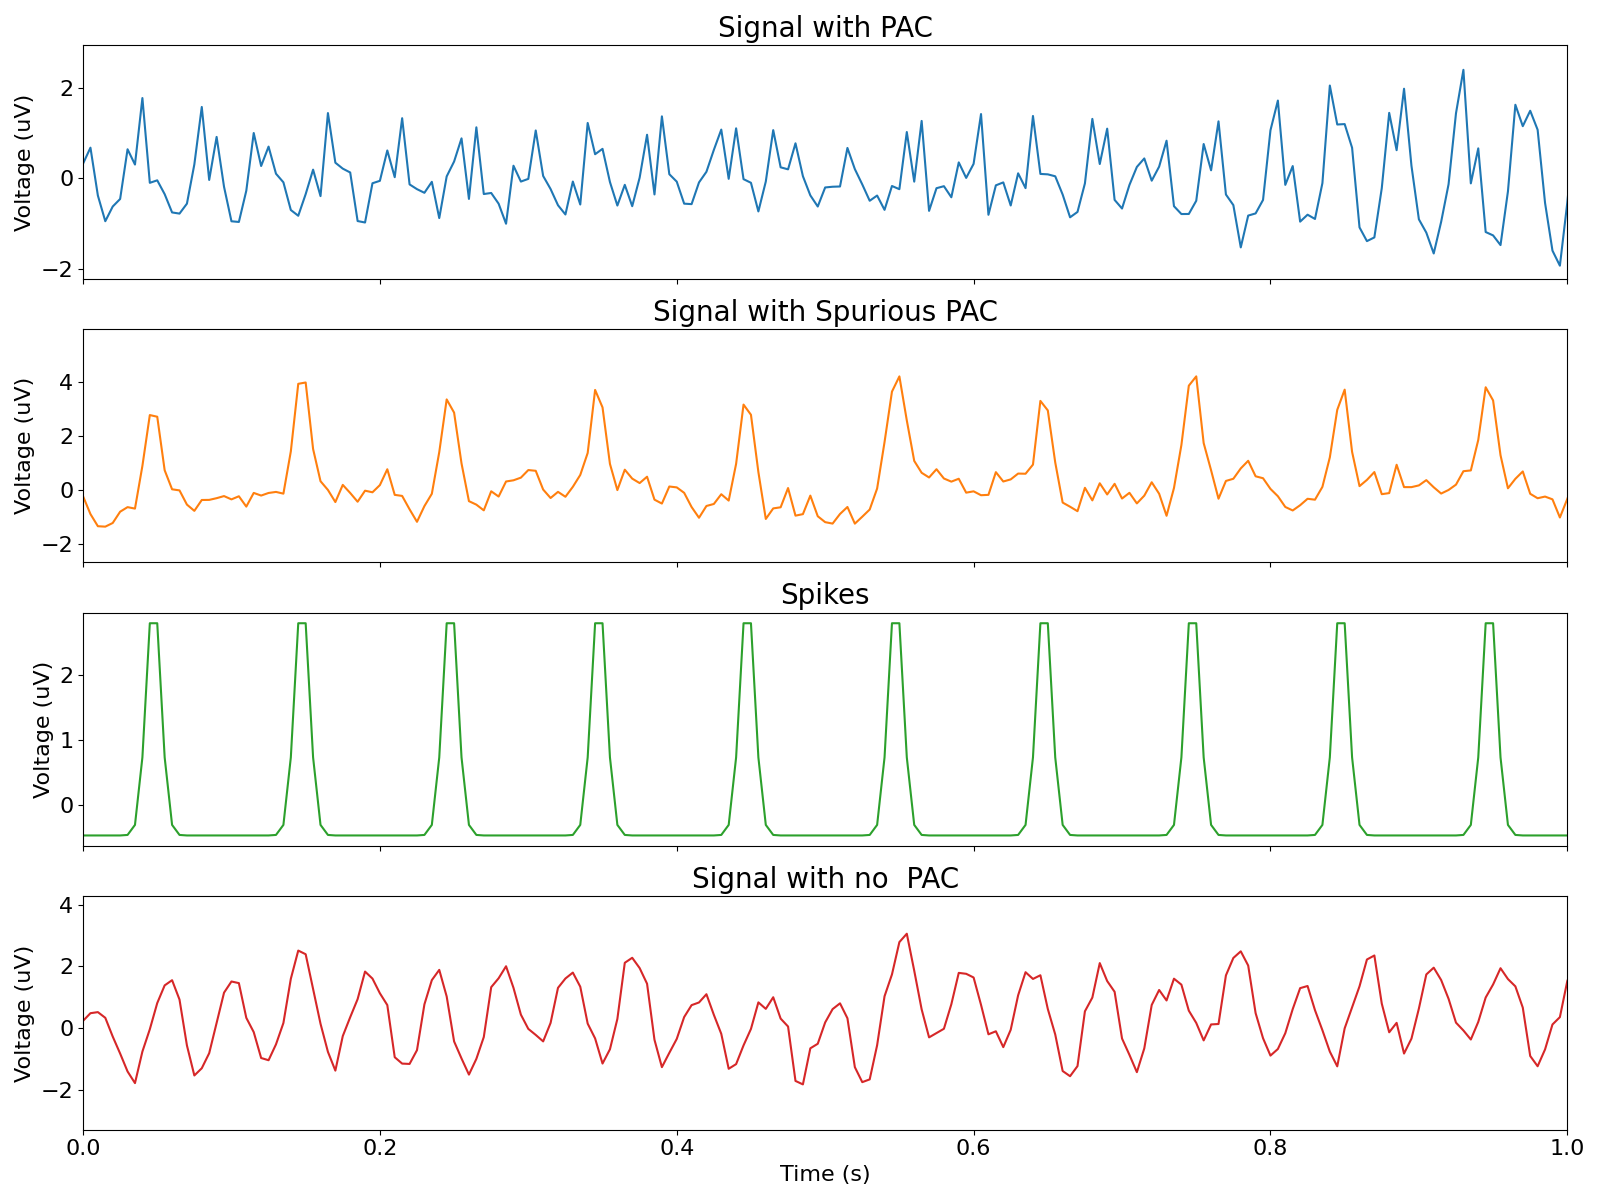 Signal with PAC
Voltage (uV)
2
0
−2
Signal with Spurious PAC
Voltage (uV)
4
2
0
−2
Spikes
Voltage (uV)
2
1
0
Signal with no  PAC
Voltage (uV)
4
2
0
−2
0.0 0.2 0.4 0.6 0.8 1.0
Time (s)